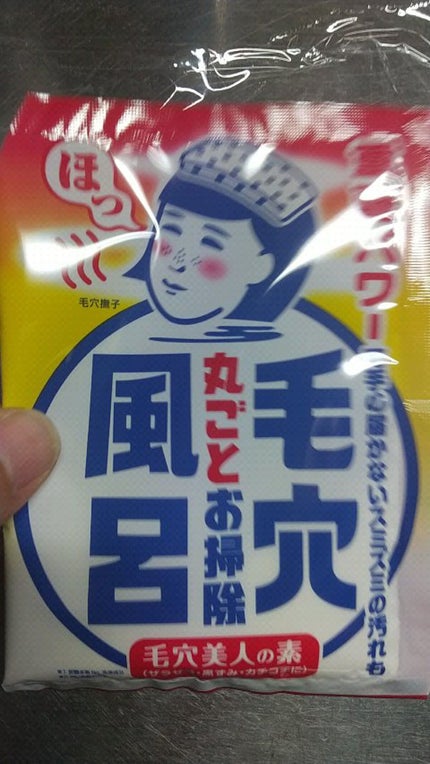 ほっ
毛穴撫子
パワー
手の届かないスミズミの汚れも
毛穴
丸ごと
お掃除
風呂
毛穴美人の素